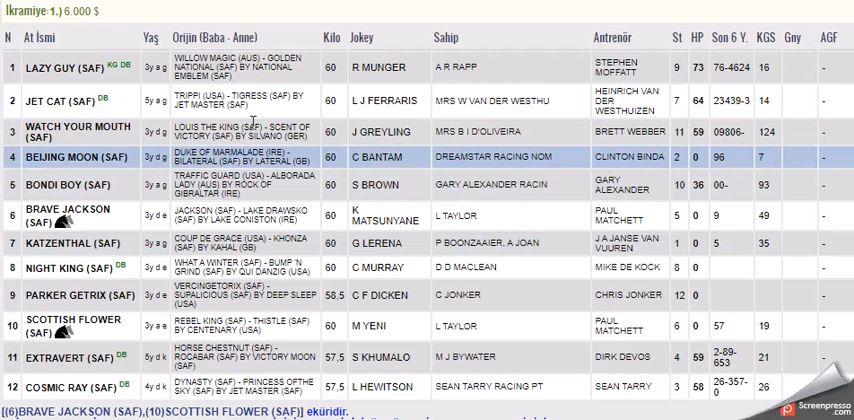 İkramiye:1.) 6.000 $
N At İsmi Yaş Orijin (Baba - Anne) Kilo Jokey Sahip Antrenör St HP Son 6 Y. KGS Gny AGF
1 LAZY GUY (SAF) KG DB 3y a g WILLOW MAGIC (AUS) - GOLDEN NATIONAL (SAF) BY NATIONAL EMBLEM (SAF) 60 R MUNGER A R RAPP STEPHEN MOFFATT 9 73 76-4624 16 -
2 JET CAT (SAF) DB 5y a g TRIPPI (USA) - TIGRESS (SAF) BY JET MASTER (SAF) 60 L J FERRARIS MRS W VAN DER WESTHU HEINRICH VAN DER WESTHUIZEN 7 64 23439-3 14 -
3 WATCH YOUR MOUTH (SAF) 3y d g LOUIS THE KING (SAF) - SCENT OF VICTORY (SAF) BY SILVANO (GER) 60 J GREYLING MRS B I D'OLIVEIRA BRETT WEBBER 11 59 09806- 124 -
4 BEIJING MOON (SAF) 3y d g DUKE OF MARMALADE (IRE) - BILATERAL (SAF) BY LATERAL (GB) 60 C BANTAM DREAMSTAR RACING NOM CLINTON BINDA 2 0 96 7 -
5 BONDI BOY (SAF) 3y a g TRAFFIC GUARD (USA) - ALBORADA LADY (AUS) BY ROCK OF GIBRALTAR (IRE) 60 S BROWN GARY ALEXANDER RACIN GARY ALEXANDER 10 36 00- 93 -
6 BRAVE JACKSON (SAF) 3y d e JACKSON (SAF) - LAKE DRAWSKO (SAF) BY LAKE CONISTON (IRE) 60 K MATSUNYANE L TAYLOR PAUL MATCHETT 5 0 9 49 -
7 KATZENTHAL (SAF) 3y a g COUP DE GRACE (USA) - KHONZA (SAF) BY KAHAL (GB) 60 G LERENA P BOONZAAIER, A JOAN J A JANSE VAN VUUREN 1 0 5 35 -
8 NIGHT KING (SAF) DB 3y d e WHAT A WINTER (SAF) - BUMP 'N GRIND (SAF) BY QUI DANZIG (USA) 60 C MURRAY D D MACLEAN MIKE DE KOCK 8 0 -
9 PARKER GETRIX (SAF) 3y d e VERCINGETORIX (SAF) - SUPALICIOUS (SAF) BY DEEP SLEEP (USA) 58,5 C F FICKEN C JONKER CHRIS JONKER 12 0 -
10 SCOTTISH FLOWER (SAF) 3y a e REBEL KING (SAF) - THISTLE (SAF) BY CENTENARY (USA) 60 M YENI L TAYLOR PAUL MATCHETT 6 0 57 19 -
11 EXTRAVERT (SAF) DB 5y d k HORSE CHESTNUT (SAF) - ROCABAR (SAF) BY VICTORY MOON (SAF) 57,5 S KHUMALO M J BYWATER DIRK DEVOS 4 59 2-89-653 21 -
12 COSMIC RAY (SAF) DB 4y d k DYNASTY (SAF) - PRINCESS OFTHE SKY (SAF) BY JET MASTER (SAF) 57,5 L HEWITSON SEAN TARRY RACING PT SEAN TARRY 3 58 26-357-0 26
[(6)BRAVE JACKSON (SAF),(10)SCOTTISH FLOWER (SAF)] eküridir.
Screenpresso